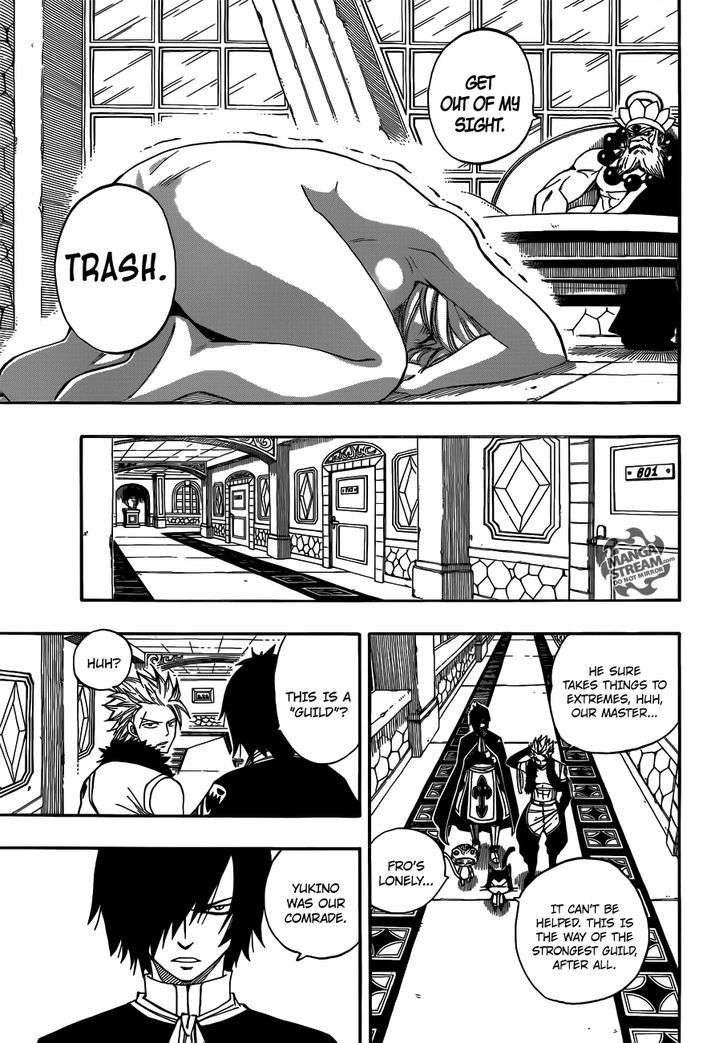 GET
OUT OF MY
SIGHT.
TRASH.
601
MANGA
STREAM.com
DO NOT MIRROR
HE SURE
TAKES THINGS TO
EXTREMES, HUH,
OUR MASTER...
FRO'S
LONELY...
IT CAN'T BE
HELPED. THIS IS
THE WAY OF THE
STRONGEST GUILD,
AFTER ALL.
THIS IS A
"GUILD"?
HUH?
YUKINO
WAS OUR
COMRADE.